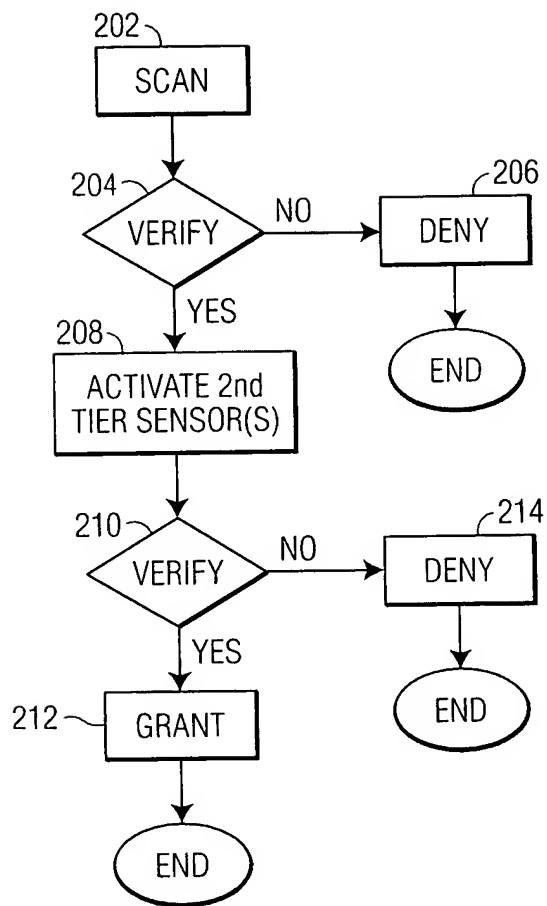 202
SCAN
204
VERIFY
NO
206
DENY
YES
END
208
ACTIVATE 2nd
TIER SENSOR(S)
210
VERIFY
NO
214
DENY
YES
END
212
GRANT
END